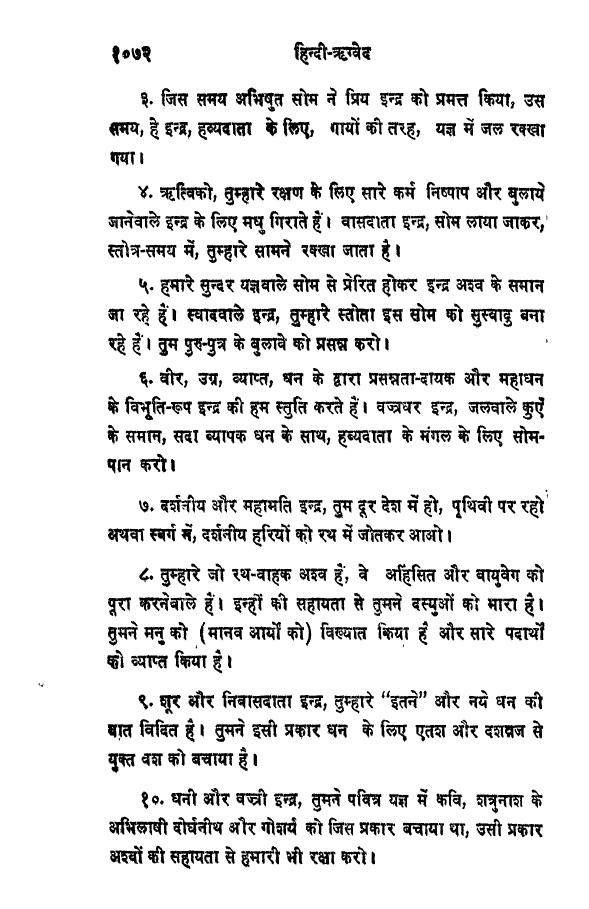 १०७२ हिन्दी-ऋग्वेद
३. जिस समय अभिषुत सोम ने प्रिय इन्द्र को प्रमत्त किया, उस
समय, हे इन्द्र, हव्यदाता के लिए, गायों की तरह, यज्ञ में जल रक्खा
गया।
४. ऋत्विको, तुम्हारे रक्षण के लिए सारे कर्म निष्पाप और बुलाये
जानेवाले इन्द्र के लिए मधु गिराते हैं। वासदाता इन्द्र, सोम लाया जाकर,
स्तोत्र-समय में, तुम्हारे सामने रक्खा जाता है।
५. हमारे सुन्दर यज्ञवाले सोम से प्रेरित होकर इन्द्र अश्व के समान
जा रहे हैं। स्वादवाले इन्द्र, तुम्हारे स्तोता इस सोम को सुस्वादु बना
रहे हैं। तुम पुरु-पुत्र के बुलावे को प्रसन्न करो।
६. वीर, उग्र, व्याप्त, धन के द्वारा प्रसन्नता-दायक और महाधन
के विभूति-रूप इन्द्र की हम स्तुति करते हैं। वज्रधर इन्द्र, जलवाले कुएँ
के समान, सदा व्यापक धन के साथ, हव्यदाता के मंगल के लिए सोम-
पान करो।
७. दर्शनीय और महामति इन्द्र, तुम दूर देश में हो, पृथिवी पर रहो
अथवा स्वर्ग में, दर्शनीय हरियों को रथ में जोतकर आओ।
८. तुम्हारे जो रथ-वाहक अश्व हैं, वे अहिंसित और वायुवेग को
पूरा करनेवाले हैं। इन्हीं की सहायता से तुमने दस्युओं को मारा है।
तुमने मनु को (मानव आर्यों को) विख्यात किया है और सारे पदार्थों
को व्याप्त किया है।
९. शूर और निवासदाता इन्द्र, तुम्हारे “इतने” और नये धन की
बात विदित है। तुमने इसी प्रकार धन के लिए एतश और दशव्रज से
युक्त वश को बचाया है।
१०. धनी और वज्री इन्द्र, तुमने पवित्र यज्ञ में कवि, शत्रुनाश के
अभिलाषी दीर्घनीथ और गोशर्य को जिस प्रकार बचाया था, उसी प्रकार
अश्वों की सहायता से हमारी भी रक्षा करो।